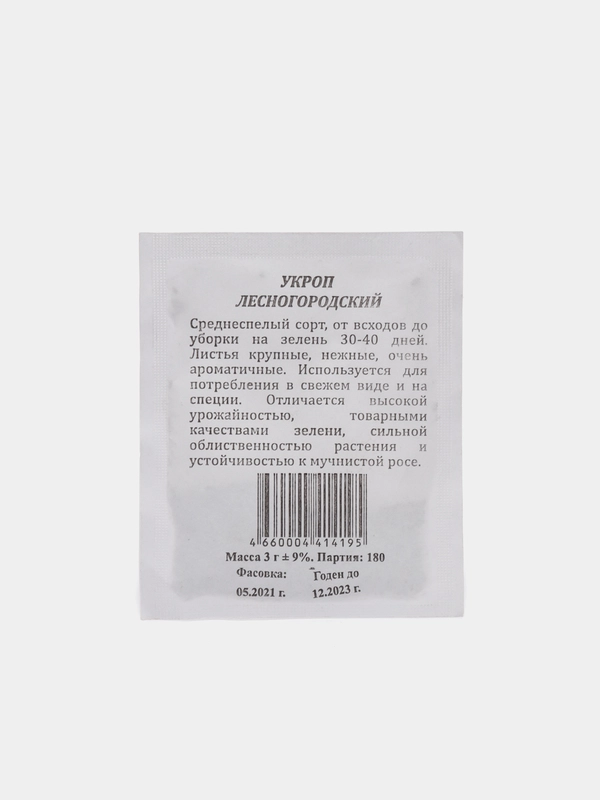 УКРОП
ЛЕСНОГОРОДСКИЙ
Среднеспелый сорт, от всходов до
уборки на зелень 30-40 дней.
Листья крупные, нежные, очень
ароматичные. Используется для
потребления в свежем виде и на
специи. Отличается высокой
урожайностью, товарными
качествами зелени, сильной
облиственностью растения и
устойчивостью к мучнистой росе.
4 660004 414195
Масса 3 г ± 9%. Партия: 180
Фасовка: Годен до
05.2021 г. 12.2023 г.